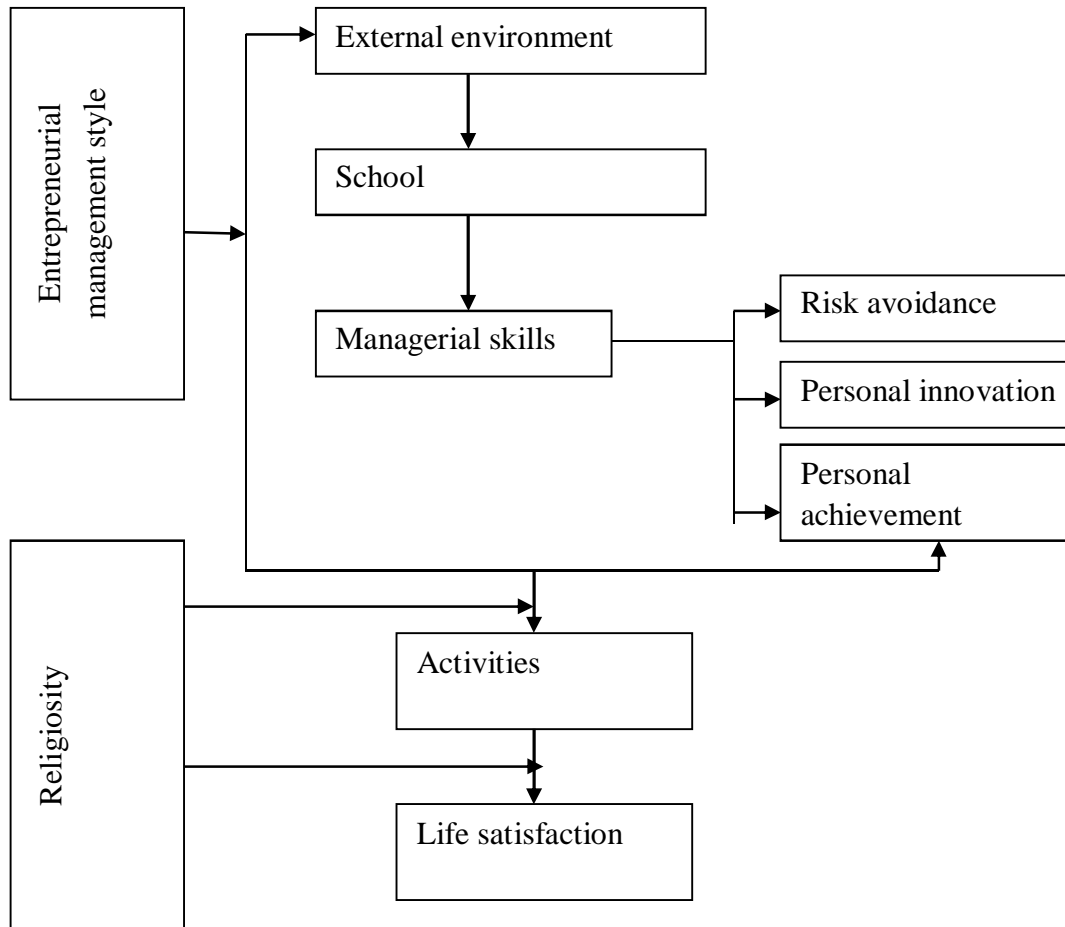 External environment
Entrepreneurial
management style
School
Managerial skills
Risk avoidance
Personal innovation
Personal
achievement
Religiosity
Activities
Life satisfaction